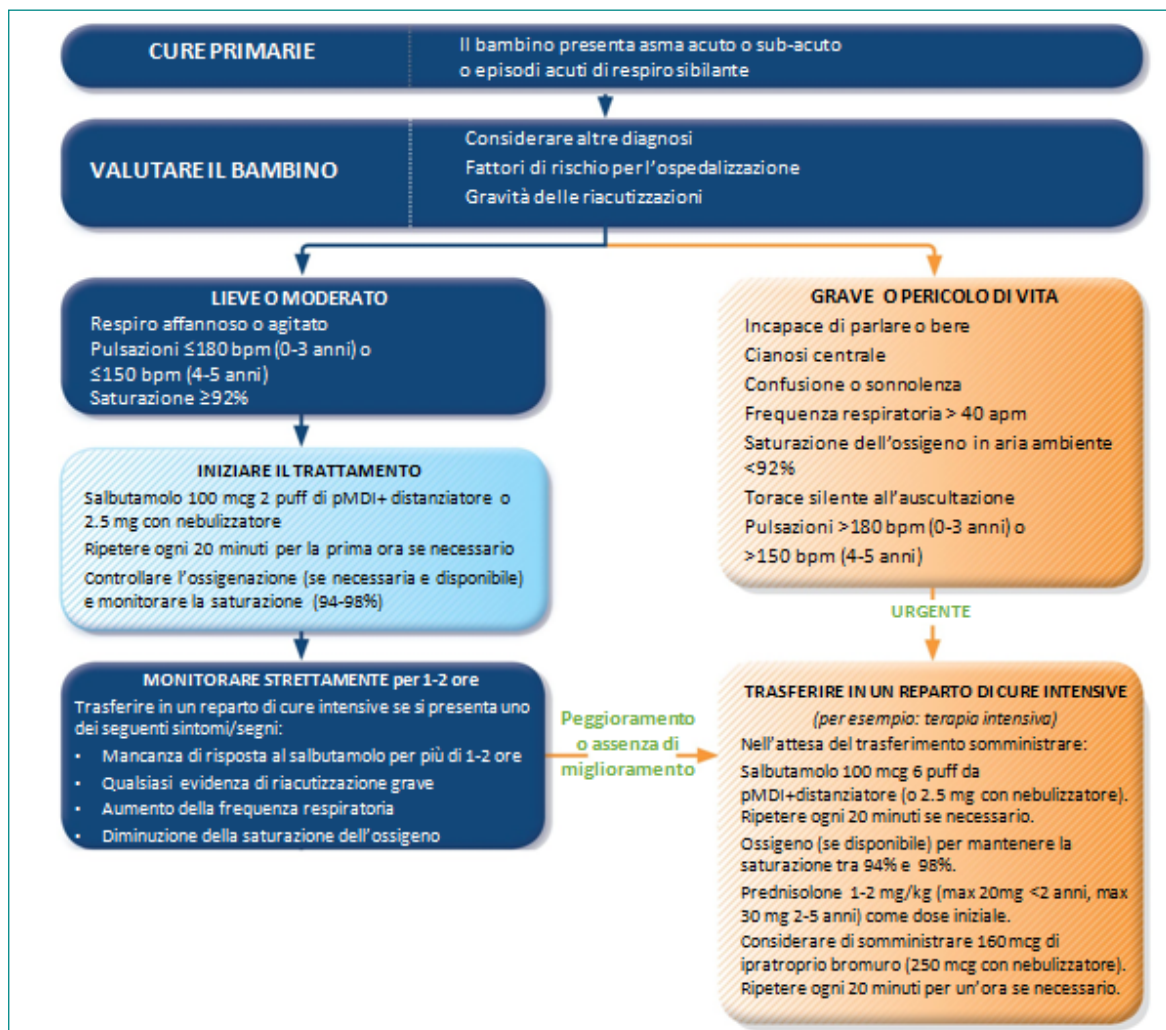 CURE PRIMARIE
Il bambino presenta asma acuto o sub-acuto
o episodi acuti di respiro sibilante
VALUTARE IL BAMBINO
Considerare altre diagnosi
Fattori di rischio per l'ospedalizzazione
Gravità delle riacutizzazioni
LIEVE O MODERATO
Respiro affannoso o agitato
Pulsazioni ≤180 bpm (0-3 anni) o
≤150 bpm (4-5 anni)
Saturazione ≥92%
GRAVE O PERICOLO DI VITA
Incapace di parlare o bere
Cianosi centrale
Confusione o sonnolenza
Frequenza respiratoria > 40 apm
Saturazione dell'ossigeno in aria ambiente
<92%
Torace silente all'auscultazione
Pulsazioni >180 bpm (0-3 anni) o
>150 bpm (4-5 anni)
INIZIARE IL TRATTAMENTO
Salbutamolo 100 mcg 2 puff di pMDI+ distanziatore o
2.5 mg con nebulizzatore
Ripetere ogni 20 minuti per la prima ora se necessario
Controllare l'ossigenazione (se necessaria e disponibile)
e monitorare la saturazione (94-98%)
URGENTE
MONITORARE STRETTAMENTE per 1-2 ore
Trasferire in un reparto di cure intensive se si presenta uno
dei seguenti sintomi/segni:
• Mancanza di risposta al salbutamolo per più di 1-2 ore
• Qualsiasi evidenza di riacutizzazione grave
• Aumento della frequenza respiratoria
• Diminuzione della saturazione dell'ossigeno
Peggioramento
o assenza di
miglioramento
TRASFERIRE IN UN REPARTO DI CURE INTENSIVE
(per esempio: terapia intensiva)
Nell'attesa del trasferimento somministrare:
Salbutamolo 100 mcg 6 puff da
pMDI+distanziatore (o 2.5 mg con nebulizzatore).
Ripetere ogni 20 minuti se necessario.
Ossigeno (se disponibile) per mantenere la
saturazione tra 94% e 98%.
Prednisolone 1-2 mg/kg (max 20mg <2 anni, max
30 mg 2-5 anni) come dose iniziale.
Considerare di somministrare 160 mcg di
ipratroprio bromuro (250 mcg con nebulizzatore).
Ripetere ogni 20 minuti per un'ora se necessario.